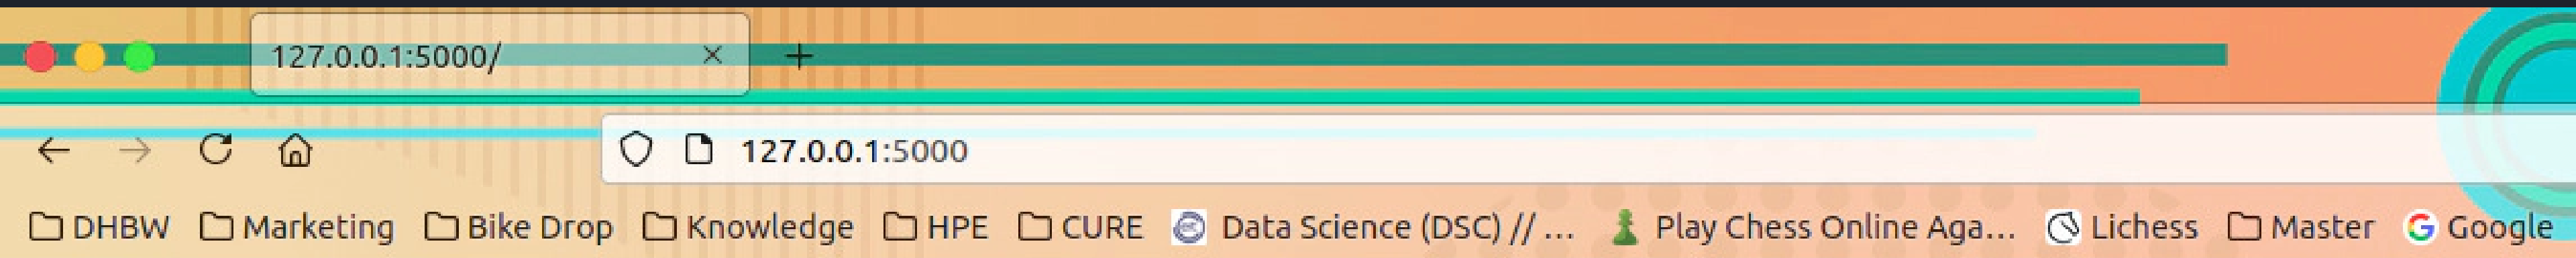 127.0.0.1:5000/
127.0.0.1:5000
DHBW Marketing Bike Drop Knowledge HPE CURE Data Science (DSC) // ... Play Chess Online Aga... Lichess Master Google